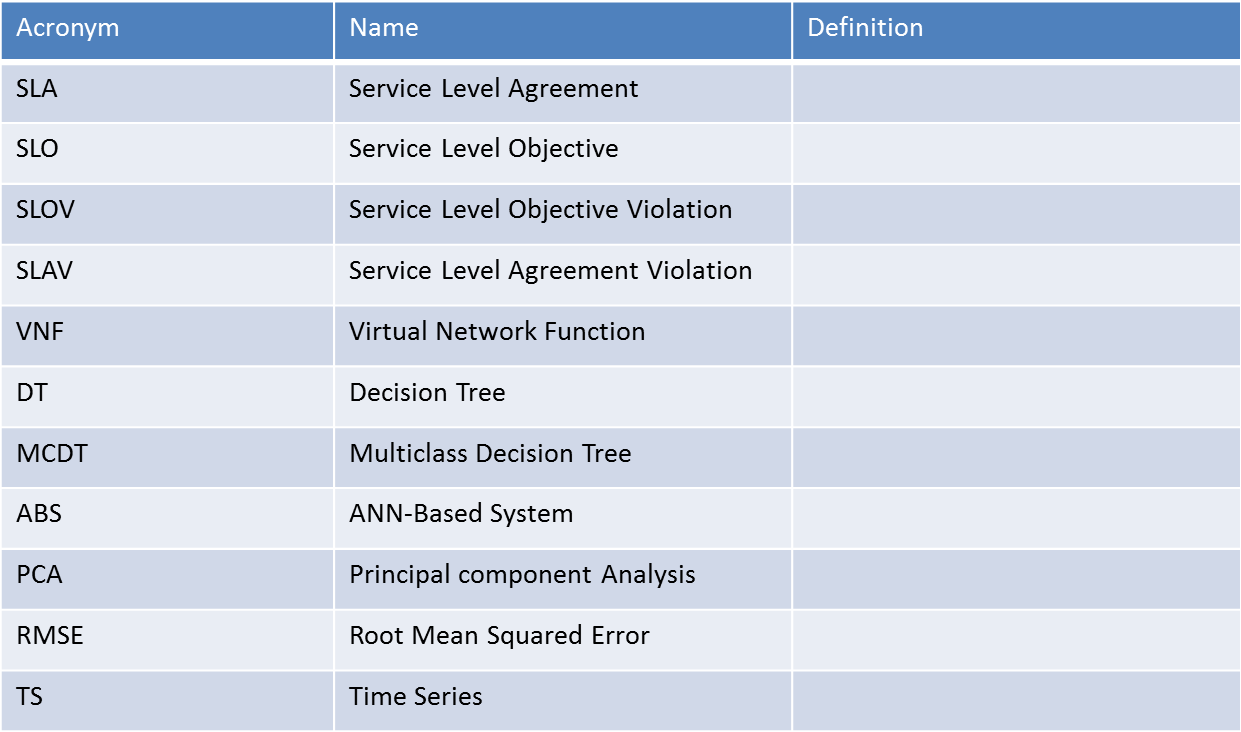 Acronym Name Definition
SLA Service Level Agreement
SLO Service Level Objective
SLOV Service Level Objective Violation
SLAV Service Level Agreement Violation
VNF Virtual Network Function
DT Decision Tree
MCDT Multiclass Decision Tree
ABS ANN-Based System
PCA Principal component Analysis
RMSE Root Mean Squared Error
TS Time Series